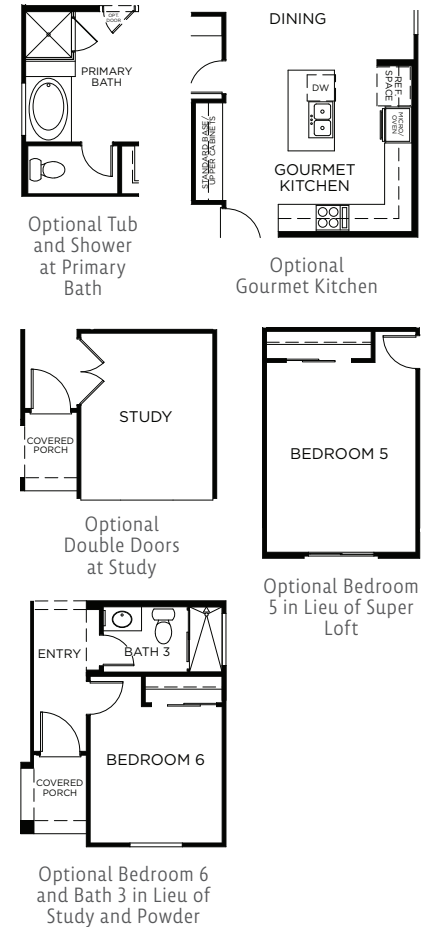 OPT.
DOOR
PRIMARY
BATH
Optional Tub
and Shower
at Primary
Bath
DINING
DW
REF.
SPACE
MICRO/
OVEN
STANDARD BASE/
UPPER CABINETS
GOURMET
KITCHEN
Optional
Gourmet Kitchen
STUDY
COVERED
PORCH
Optional
Double Doors
at Study
BEDROOM 5
Optional Bedroom
5 in Lieu of Super
Loft
ENTRY
BATH 3
BEDROOM 6
COVERED
PORCH
Optional Bedroom 6
and Bath 3 in Lieu of
Study and Powder